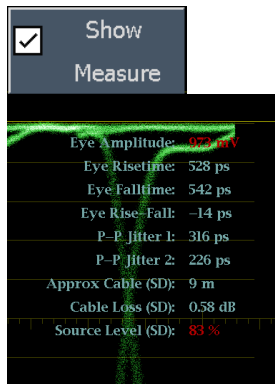 Show
Measure
Eye Amplitude: 973 mV
Eye Risetime: 528 ps
Eye Falltime: 542 ps
Eye Rise–Fall: –14 ps
P–P Jitter 1: 316 ps
P–P Jitter 2: 226 ps
Approx Cable (SD): 9 m
Cable Loss (SD): 0.58 dB
Source Level (SD): 83 %